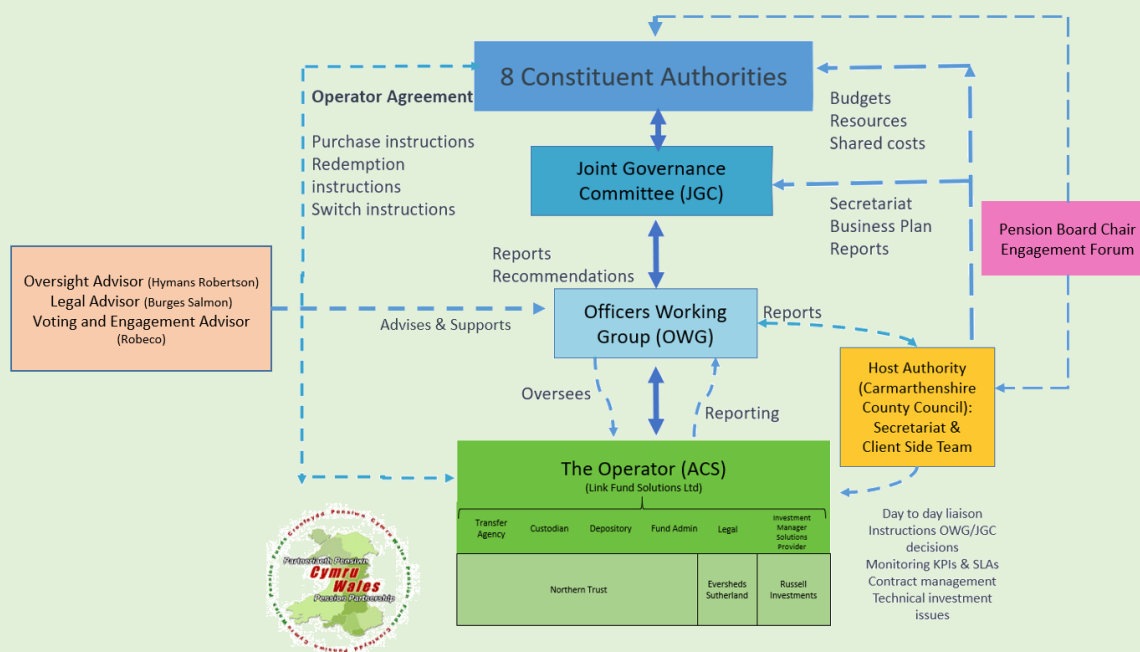 8 Constituent Authorities
Operator Agreement
Purchase instructions
Redemption
instructions
Switch instructions
Budgets
Resources
Shared costs
Joint Governance
Committee (JGC)
Secretariat
Business Plan
Reports
Pension Board Chair
Engagement Forum
Reports
Recommendations
Oversight Advisor (Hymans Robertson)
Legal Advisor (Burges Salmon)
Voting and Engagement Advisor
(Robeco)
Advises & Supports
Officers Working
Group (OWG)
Reports
Host Authority
(Carmarthenshire
County Council):
Secretariat &
Client Side Team
Oversees
Reporting
The Operator (ACS)
(Link Fund Solutions Ltd)
Transfer
Agency
Custodian
Depository
Fund Admin
Legal
Investment
Manager
Solutions
Provider
Northern Trust
Eversheds
Sutherland
Russell
Investments
Day to day liaison
Instructions OWG/JGC
decisions
Monitoring KPIs & SLAs
Contract management
Technical investment
issues
Partneriaeth Pensiwn
Cymru
Wales
Pension Partnership